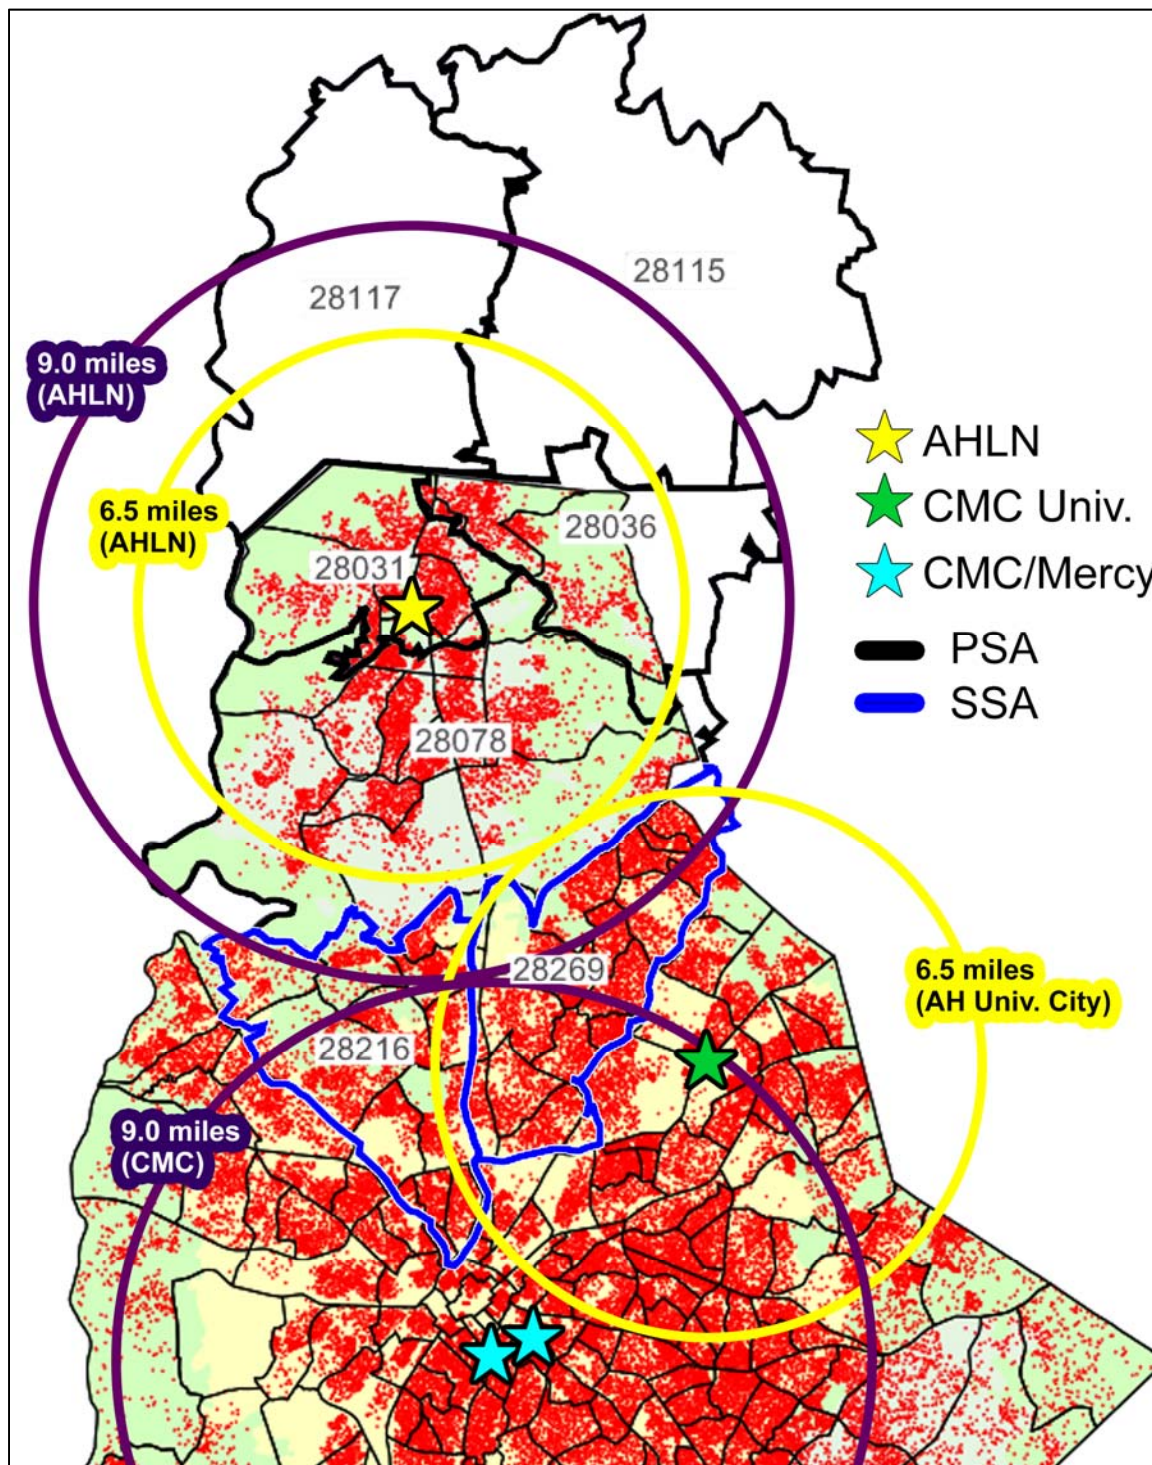 28115
28117
9.0 miles
(AHLN)
AHLN
CMC Univ.
CMC/Mercy
PSA
SSA
6.5 miles
(AHLN)
28036
28031
28078
28269
6.5 miles
(AH Univ. City)
28216
9.0 miles
(CMC)